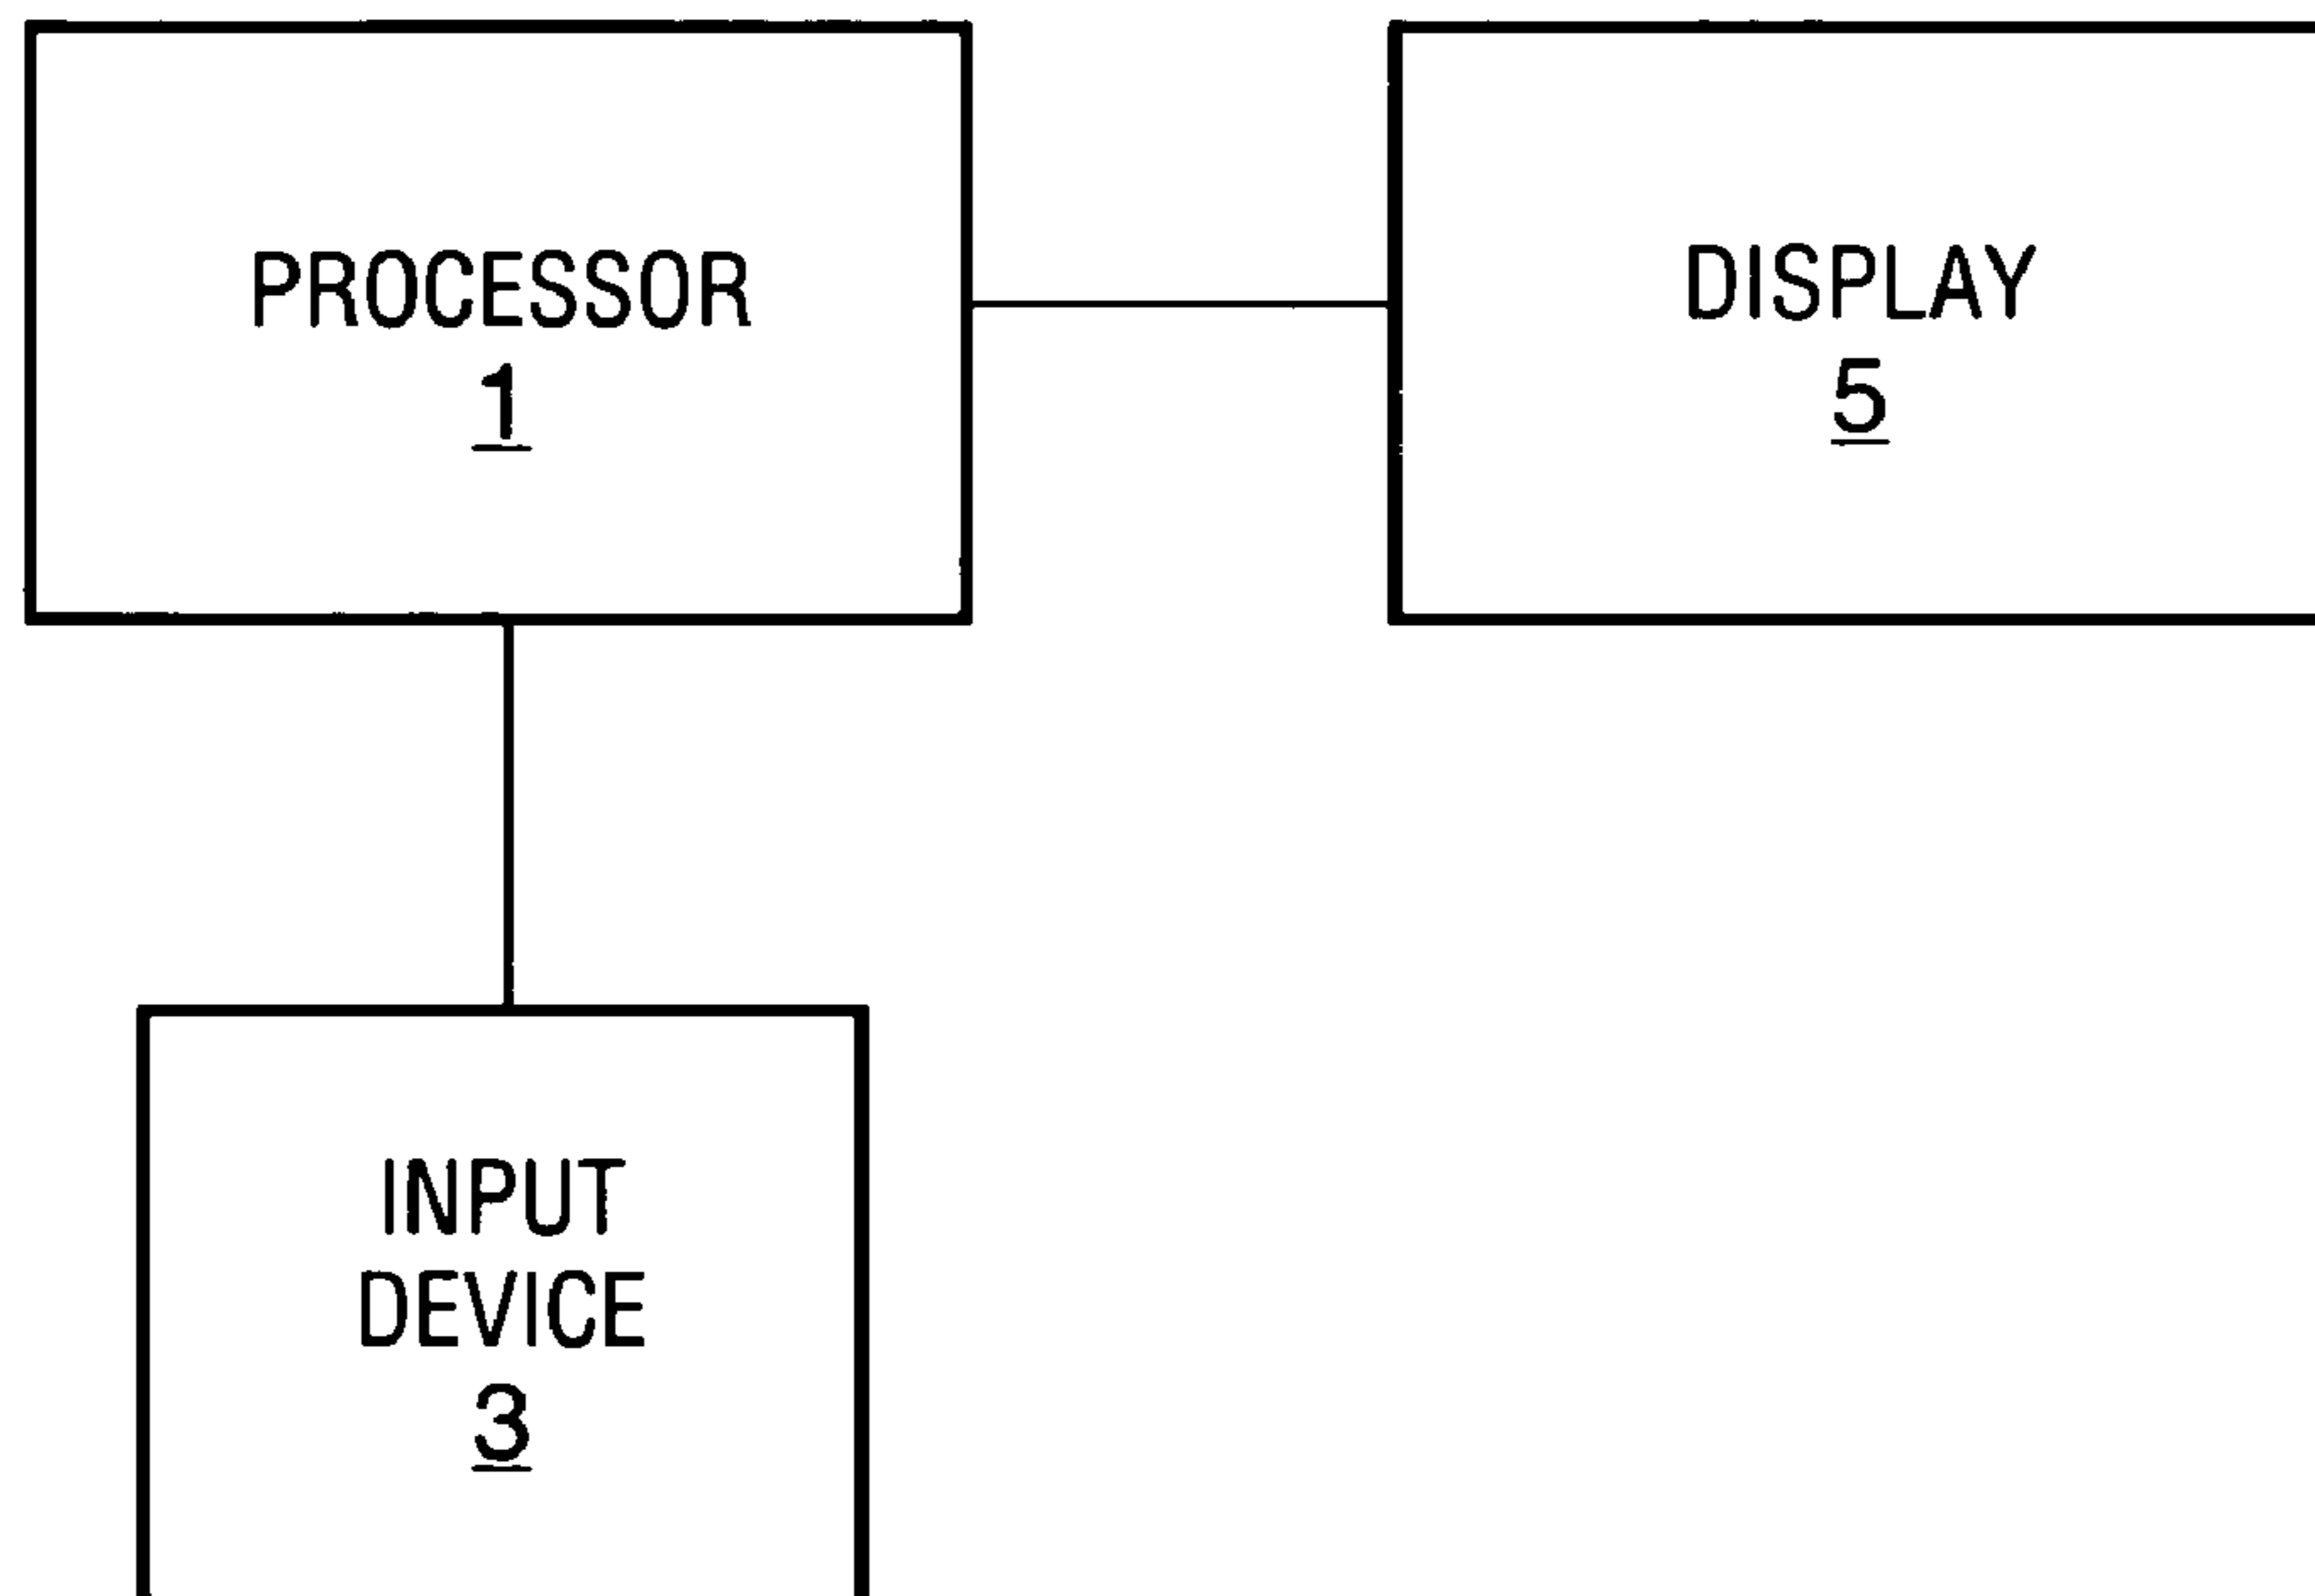 PROCESSOR
1
DISPLAY
5
INPUT
DEVICE
3